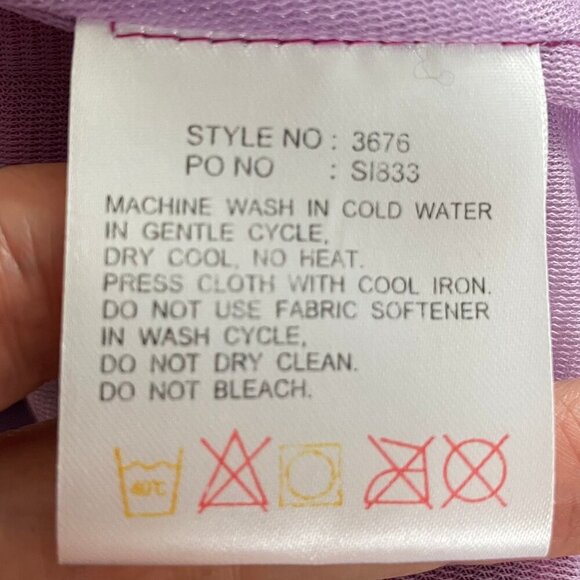 STYLE NO : 3676
PO NO : SI833
MACHINE WASH IN COLD WATER
IN GENTLE CYCLE,
DRY COOL, NO HEAT.
PRESS CLOTH WITH COOL IRON.
DO NOT USE FABRIC SOFTENER
IN WASH CYCLE,
DO NOT DRY CLEAN.
DO NOT BLEACH.
40°C